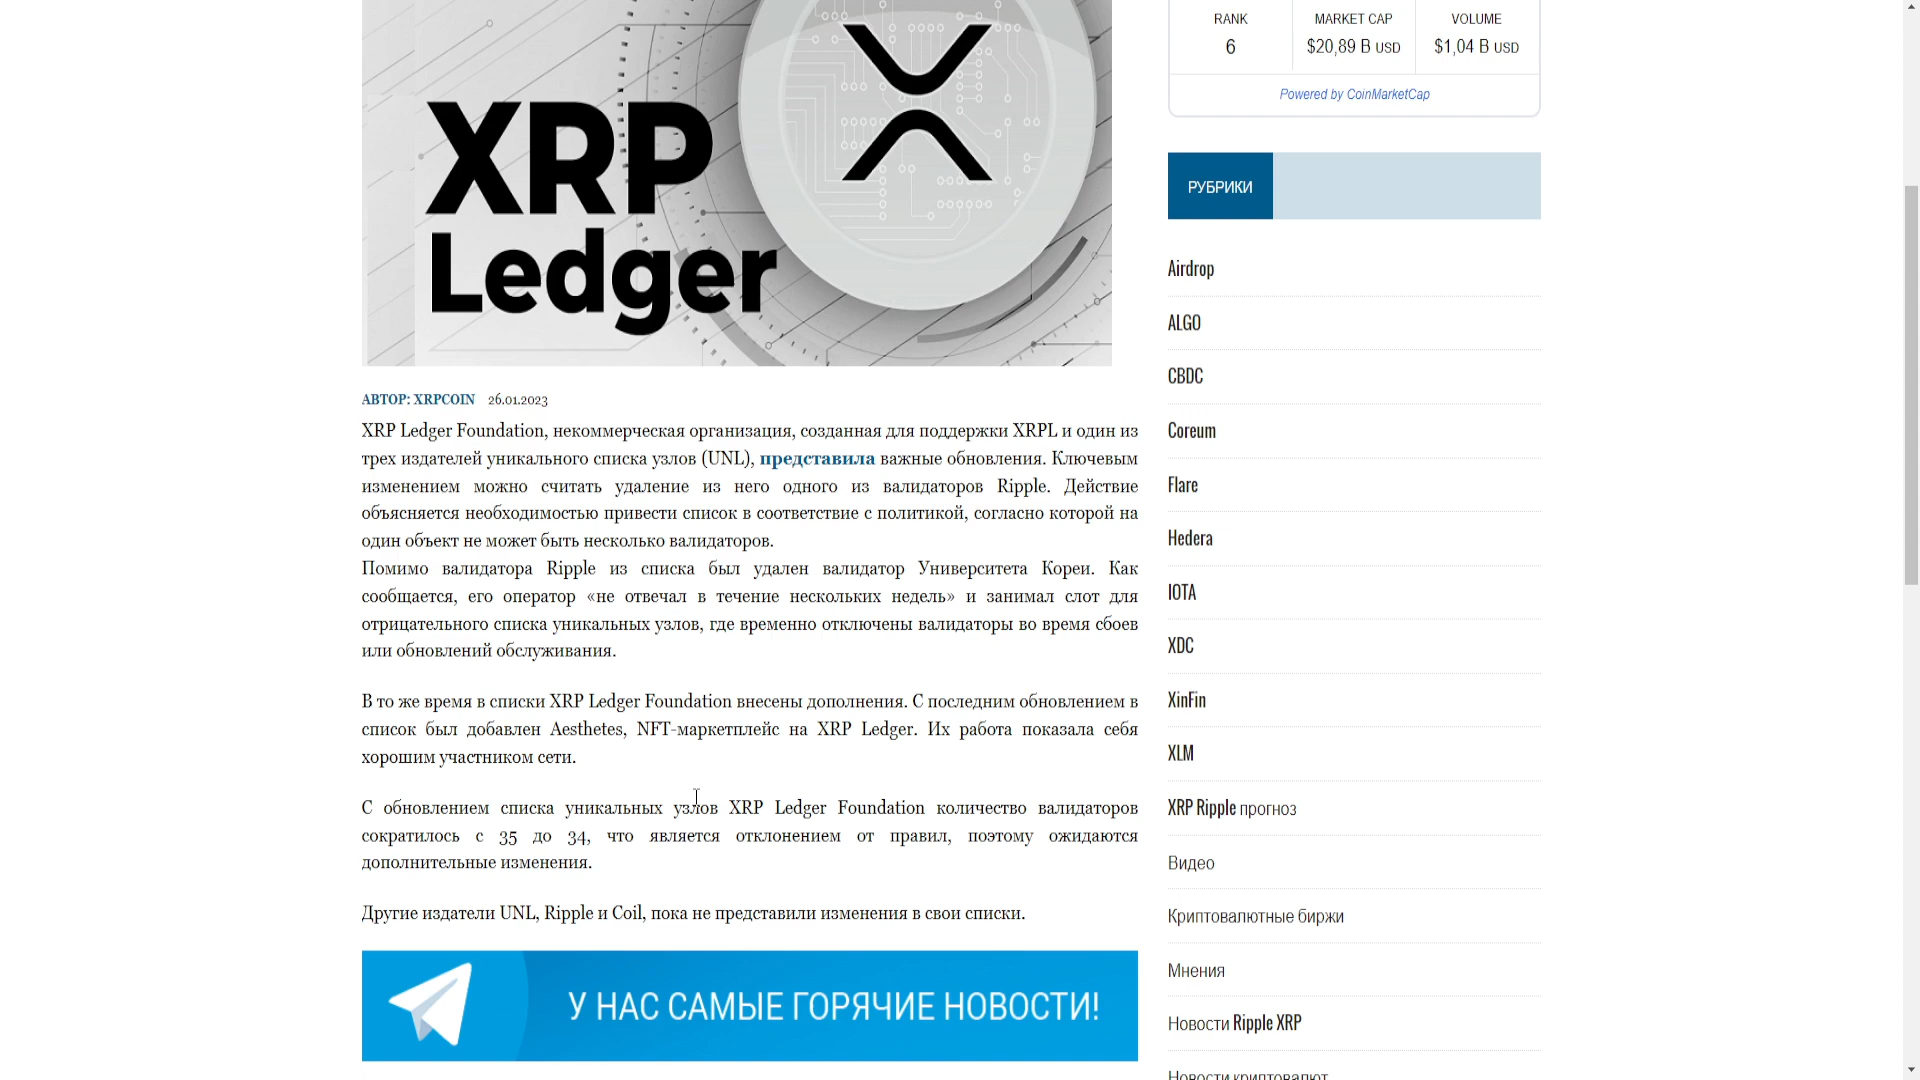 XRP
Ledger
АВТОР: XRPCOIN 26.01.2023
XRP Ledger Foundation, некоммерческая организация, созданная для поддержки XRPL и один из
трех издателей уникального списка узлов (UNL), представила важные обновления. Ключевым
изменением можно считать удаление из него одного из валидаторов Ripple. Действие
объясняется необходимостью привести список в соответствие с политикой, согласно которой на
один объект не может быть несколько валидаторов.
Помимо валидатора Ripple из списка был удален валидатор Университета Кореи. Как
сообщается, его оператор «не отвечал в течение нескольких недель» и занимал слот для
отрицательного списка уникальных узлов, где временно отключены валидаторы во время сбоев
или обновлений обслуживания.
В то же время в списки XRP Ledger Foundation внесены дополнения. С последним обновлением в
список был добавлен Aesthetes, NFT-маркетплейс на XRP Ledger. Их работа показала себя
хорошим участником сети.
С обновлением списка уникальных узлов XRP Ledger Foundation количество валидаторов
сократилось с 35 до 34, что является отклонением от правил, поэтому ожидаются
дополнительные изменения.
Другие издатели UNL, Ripple и Coil, пока не представили изменения в свои списки.
У НАС САМЫЕ ГОРЯЧИЕ НОВОСТИ!
RANK MARKET CAP VOLUME
6 $20,89 B USD $1,04 B USD
Powered by CoinMarketCap
РУБРИКИ
Airdrop
ALGO
CBDC
Coreum
Flare
Hedera
IOTA
XDC
XinFin
XLM
XRP Ripple прогноз
Видео
Криптовалютные биржи
Мнения
Новости Ripple XRP
Новости криптовалют